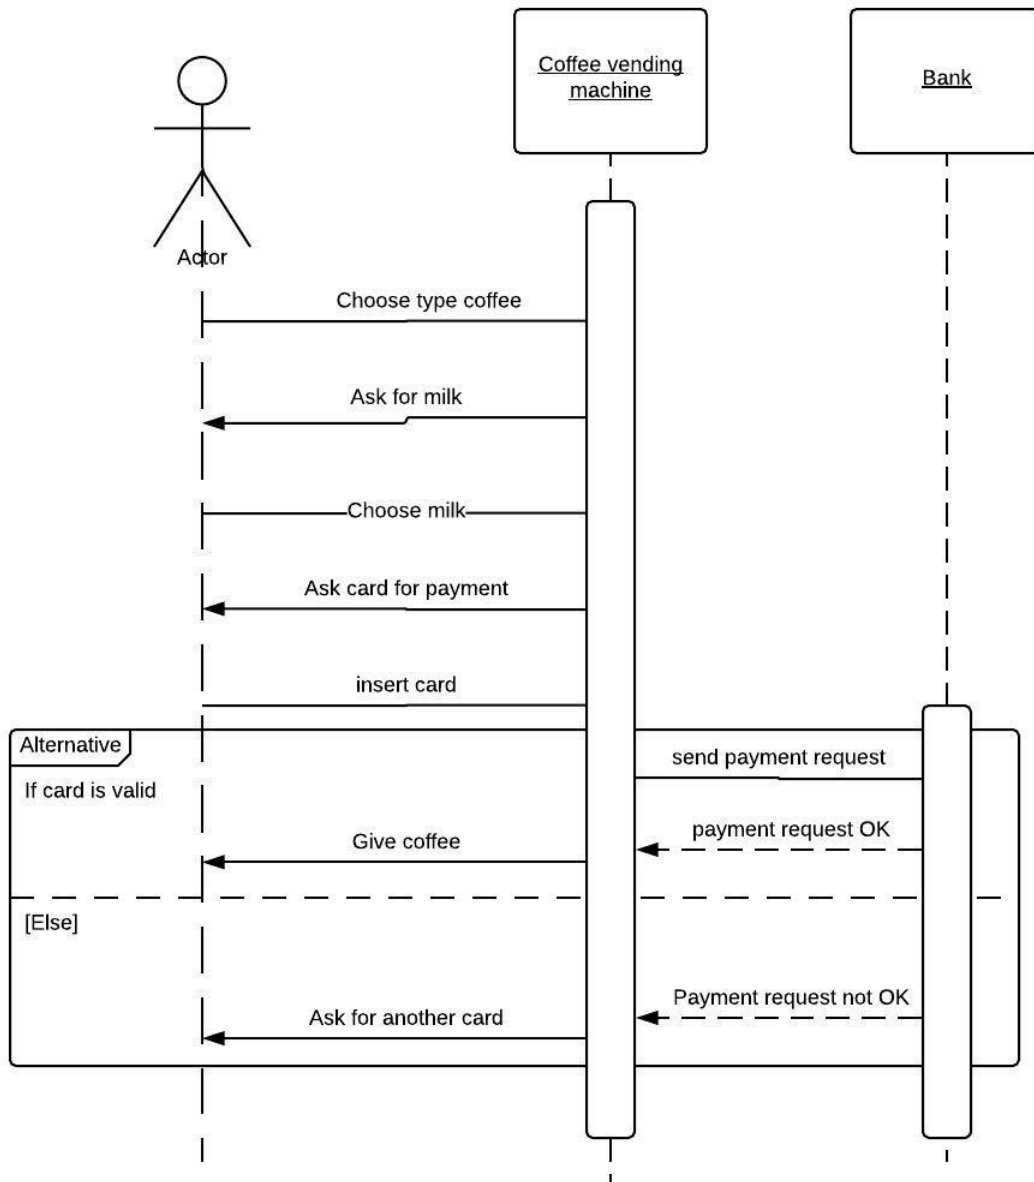 Coffee vending
machine
Bank
Actor
Choose type coffee
Ask for milk
Choose milk
Ask card for payment
insert card
Alternative
send payment request
If card is valid
payment request OK
Give coffee
[Else]
Payment request not OK
Ask for another card